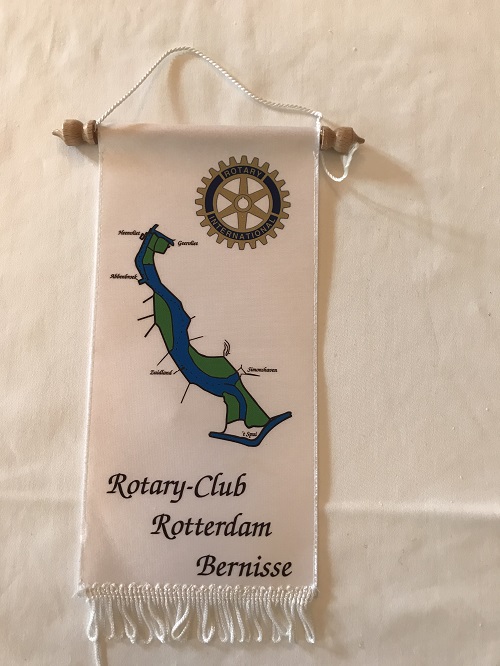 ROTARY
INTERNATIONAL
Heenvliet
Geervliet
Abbenbroek
Zuidland
Simonshaven
't Spui
Rotary-Club
Rotterdam
Bernisse